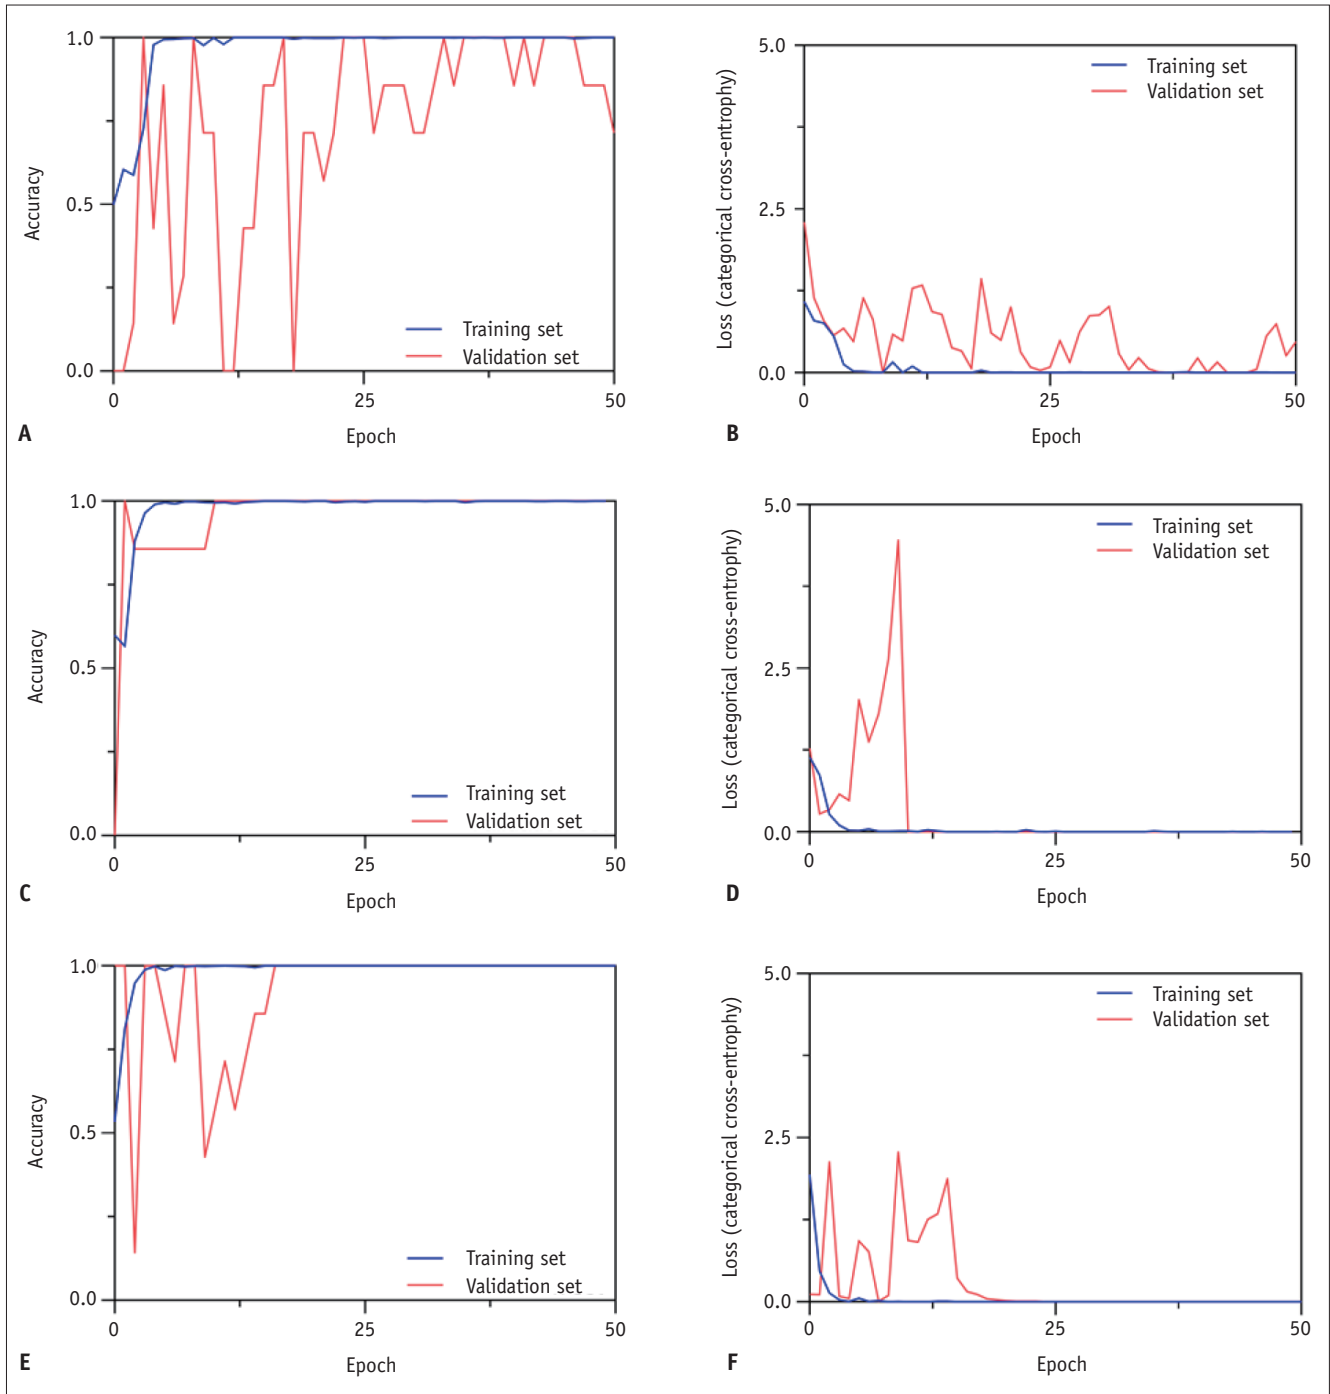 1.0
0.5
0.0
Accuracy
0
25
50
Epoch
Training set
Validation set
A
5.0
2.5
0.0
Loss (categorical cross-entrophy)
0
25
50
Epoch
Training set
Validation set
B
1.0
0.5
0.0
Accuracy
0
25
50
Epoch
Training set
Validation set
C
5.0
2.5
0.0
Loss (categorical cross-entrophy)
0
25
50
Epoch
Training set
Validation set
D
1.0
0.5
0.0
Accuracy
0
25
50
Epoch
Training set
Validation set
E
5.0
2.5
0.0
Loss (categorical cross-entrophy)
0
25
50
Epoch
Training set
Validation set
F